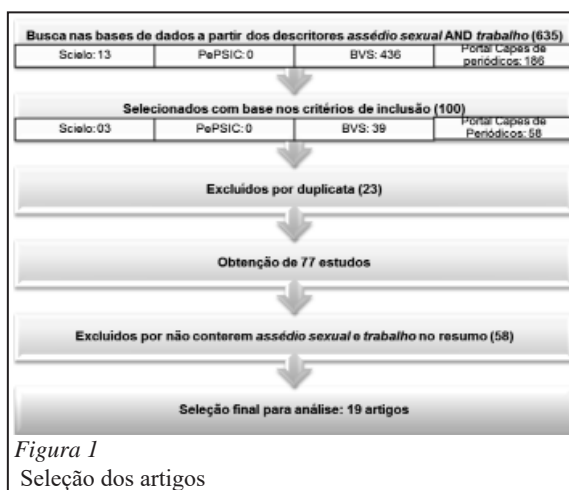 Busca nas bases de dados a partir dos descritores assédio sexual AND trabalho (635)
Scielo: 13 PePSIC: 0 BVS: 436 Portal Capes de periódicos: 186
Selecionados com base nos critérios de inclusão (100)
Scielo: 03 PePSIC: 0 BVS: 39 Portal Capes de Periódicos: 58
Excluídos por duplicata (23)
Obtenção de 77 estudos
Excluidos por não conterem assédio sexual e trabalho no resumo (58)
Seleção final para análise: 19 artigos
Figura 1
Seleção dos artigos